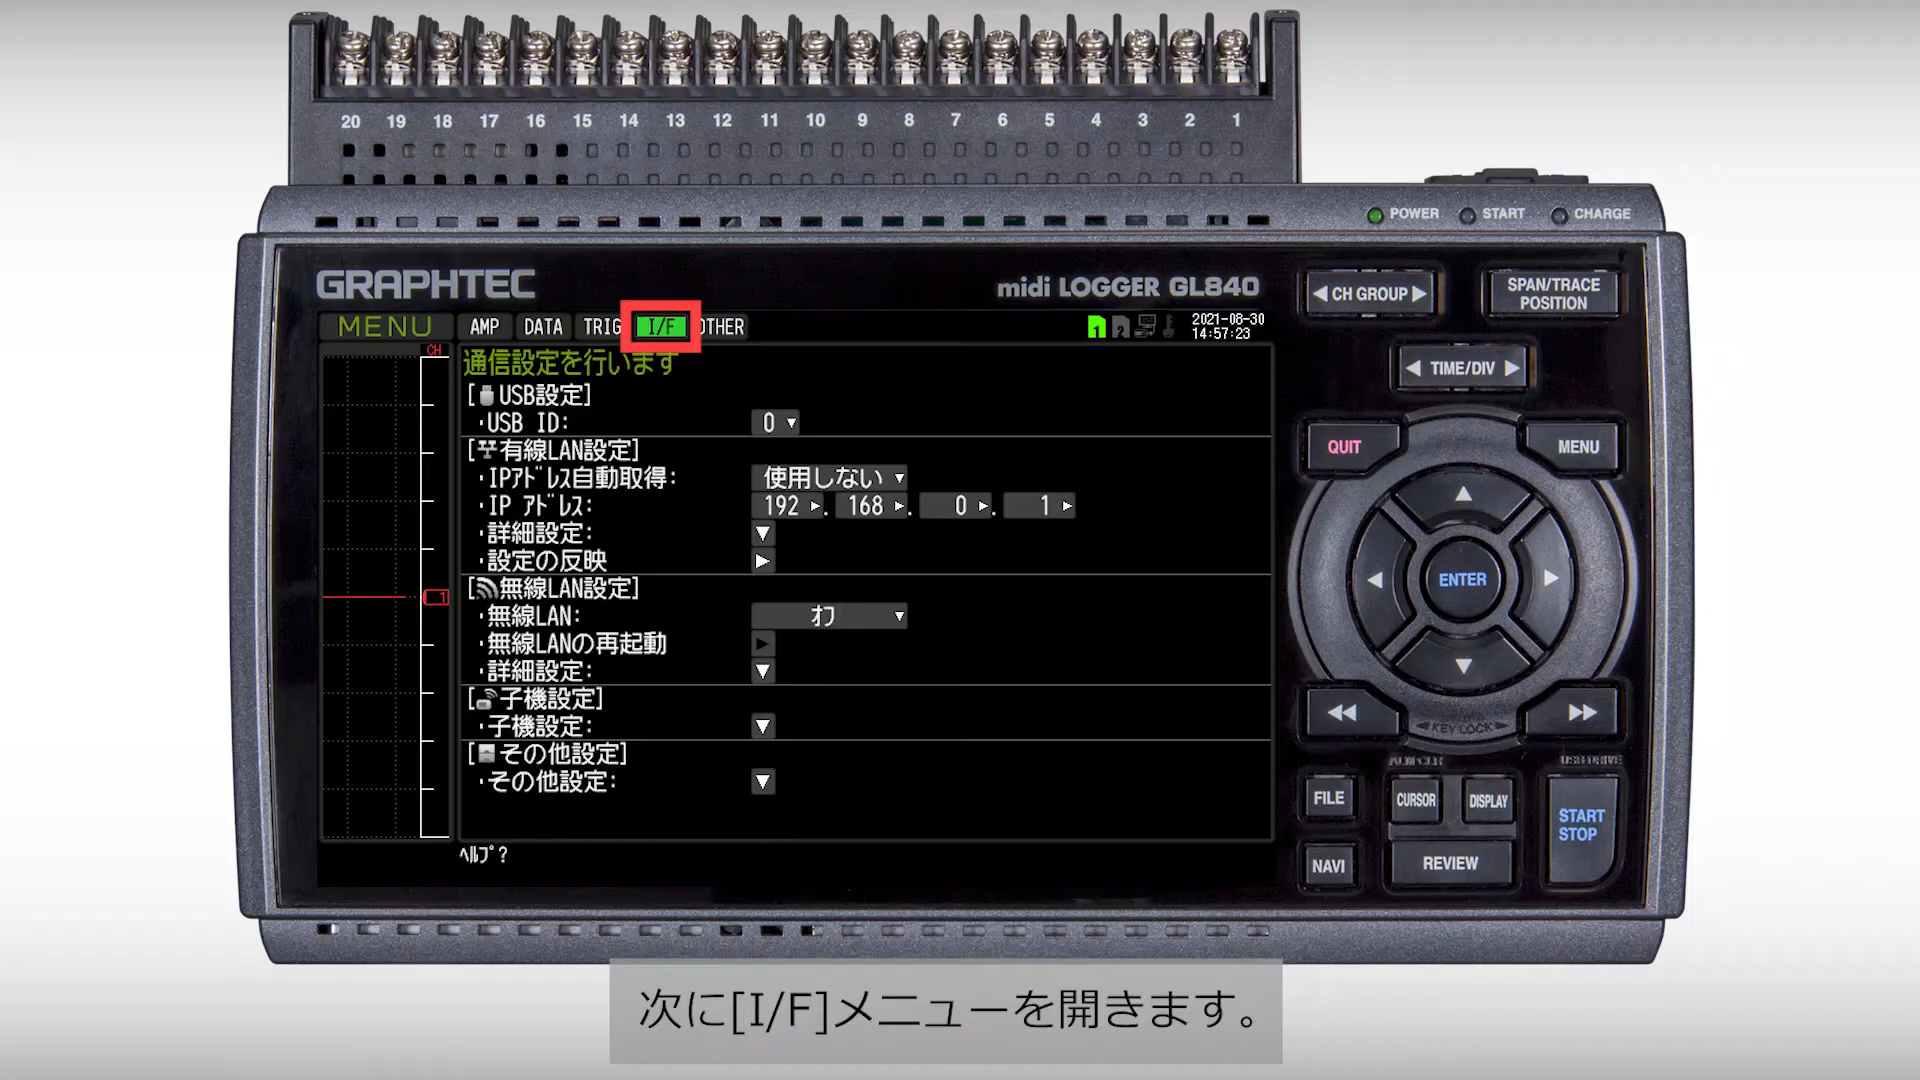 20 19 18 17 16 15 14 13 12 11 10 9 8 7 6 5 4 3 2 1
POWER START CHARGE
GRAPHTEC
midi LOGGER GL840
MENU AMP DATA TRIG I/F OTHER
1 2
2021-08-30
14:57:23
CH
1
通信設定を行います
[USB設定]
･USB ID: 0 ▼
[有線LAN設定]
･IPｱﾄﾞﾚｽ自動取得: 使用しない ▼
･IP ｱﾄﾞﾚｽ: 192 ▶. 168 ▶. 0 ▶. 1 ▶
･詳細設定: ▼
･設定の反映 ▶
[無線LAN設定]
･無線LAN: ｵﾌ ▼
･無線LANの再起動 ▶
･詳細設定: ▼
[子機設定]
･子機設定: ▼
[その他設定]
･その他設定: ▼
ﾍﾙﾌﾟ?
◀ CH GROUP ▶
SPAN/TRACE
POSITION
◀ TIME/DIV ▶
QUIT
MENU
▲
◀ ENTER ▶
▼
◀◀ ◀KEY LOCK▶ ▶▶
ALM CLR
USB DRIVE
FILE
CURSOR
DISPLAY
START
STOP
NAVI
REVIEW
次に[I/F]メニューを開きます。